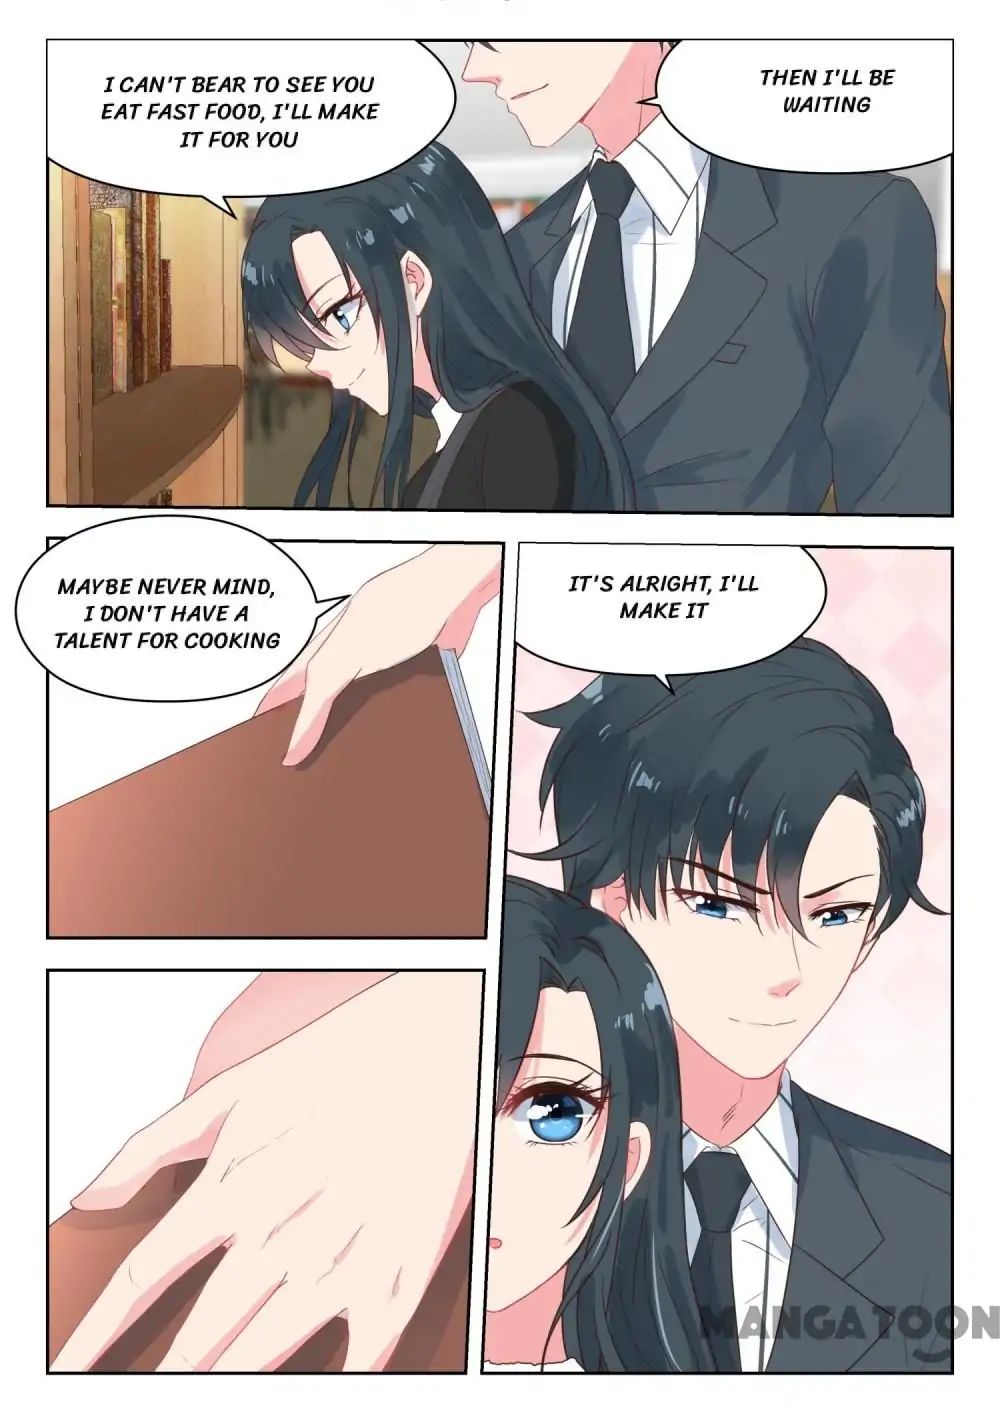 I CAN'T BEAR TO SEE YOU
EAT FAST FOOD, I'LL MAKE
IT FOR YOU
THEN I'LL BE
WAITING
MAYBE NEVER MIND,
I DON'T HAVE A
TALENT FOR COOKING
IT'S ALRIGHT, I'LL
MAKE IT
MANGATOON